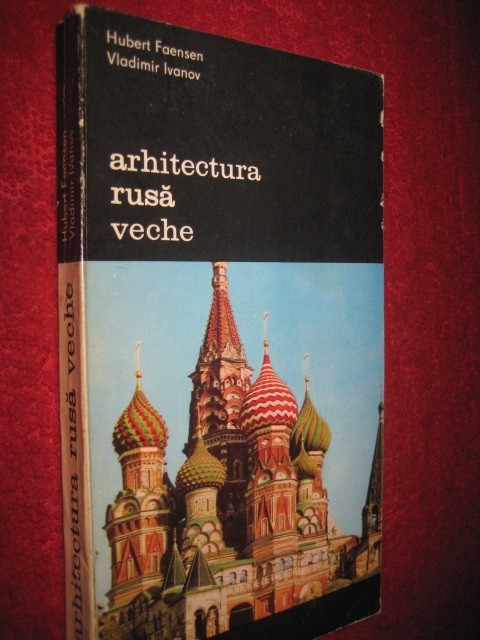 Hubert Faensen
Vladimir Ivanov
arhitectura
rusă
veche
Hubert Faensen
Vladimir Ivanov
arhitectura rusă veche